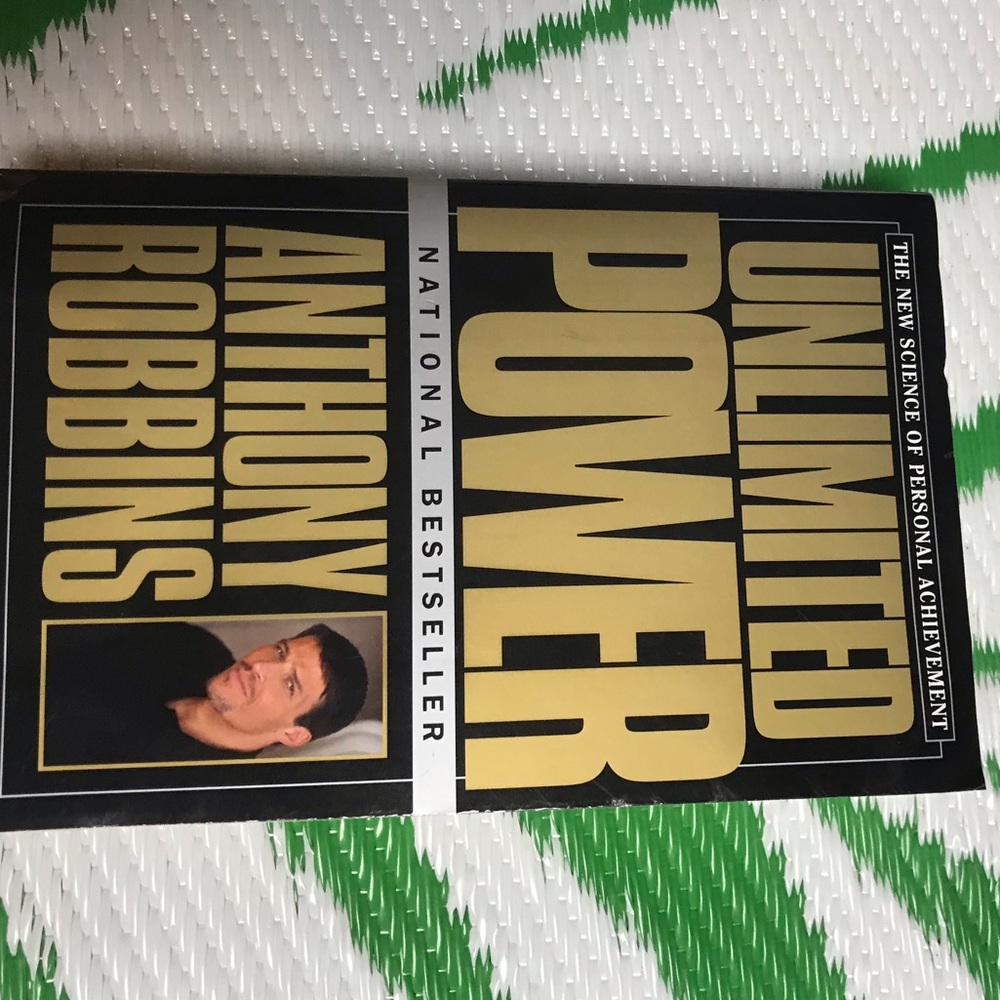 THE NEW SCIENCE OF PERSONAL ACHIEVEMENT
UNLIMITED
POWER
NATIONAL BESTSELLER
ANTHONY
ROBBINS